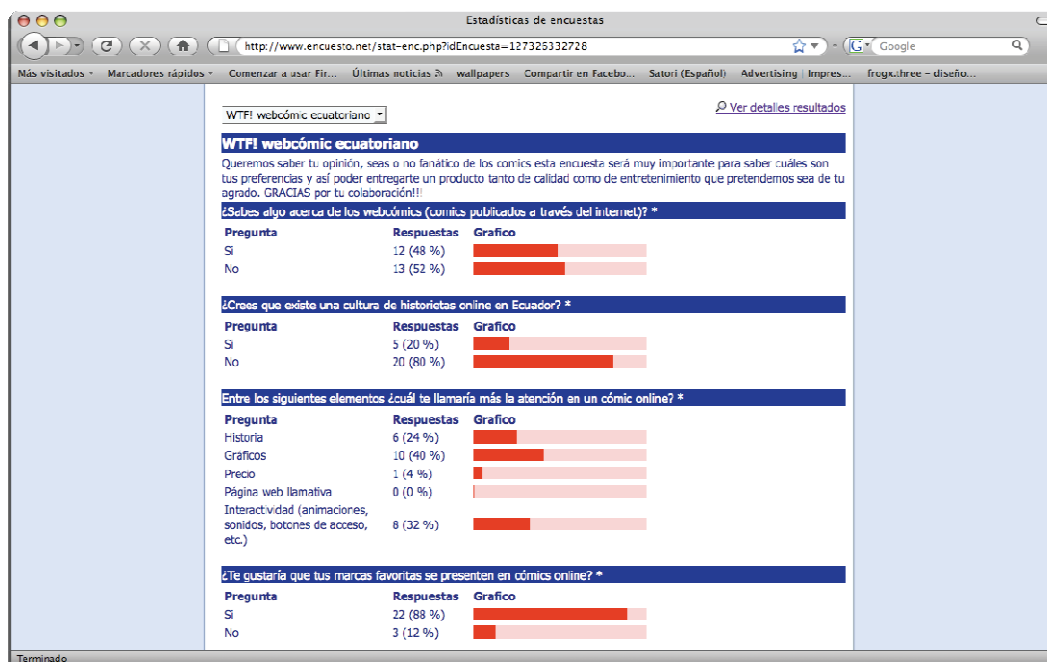 Estadísticas de encuestas
http://www.encuesto.net/stat-enc.php?idEncuesta=127326332728
Google
Más visitados Marcadores rápidos Comenzar a usar Fir... Últimas noticias wallpapers Compartir en Facebo... Satori (Español) Advertising Impres... frogx.three – diseño...
WTF! webcómic ecuatoriano
Ver detalles resultados
WTF! webcómic ecuatoriano
Queremos saber tu opinión, seas o no fanático de los comics esta encuesta será muy importante para saber cuáles son
tus preferencias y así poder entregarte un producto tanto de calidad como de entretenimiento que pretendemos sea de tu
agrado. GRACIAS por tu colaboración!!!
¿Sabes algo acerca de los webcómics (comics publicados a través del internet)? *
Pregunta Respuestas Grafico
Si 12 (48 %)
No 13 (52 %)
¿Crees que existe una cultura de historietas online en Ecuador? *
Pregunta Respuestas Grafico
Si 5 (20 %)
No 20 (80 %)
Entre los siguientes elementos ¿cuál te llamaría más la atención en un cómic online? *
Pregunta Respuestas Grafico
Historia 6 (24 %)
Gráficos 10 (40 %)
Precio 1 (4 %)
Página web llamativa 0 (0 %)
Interactividad (animaciones,
sonidos, botones de acceso, 8 (32 %)
etc.)
¿Te gustaría que tus marcas favoritas se presenten en cómics online? *
Pregunta Respuestas Grafico
Si 22 (88 %)
No 3 (12 %)
Terminado